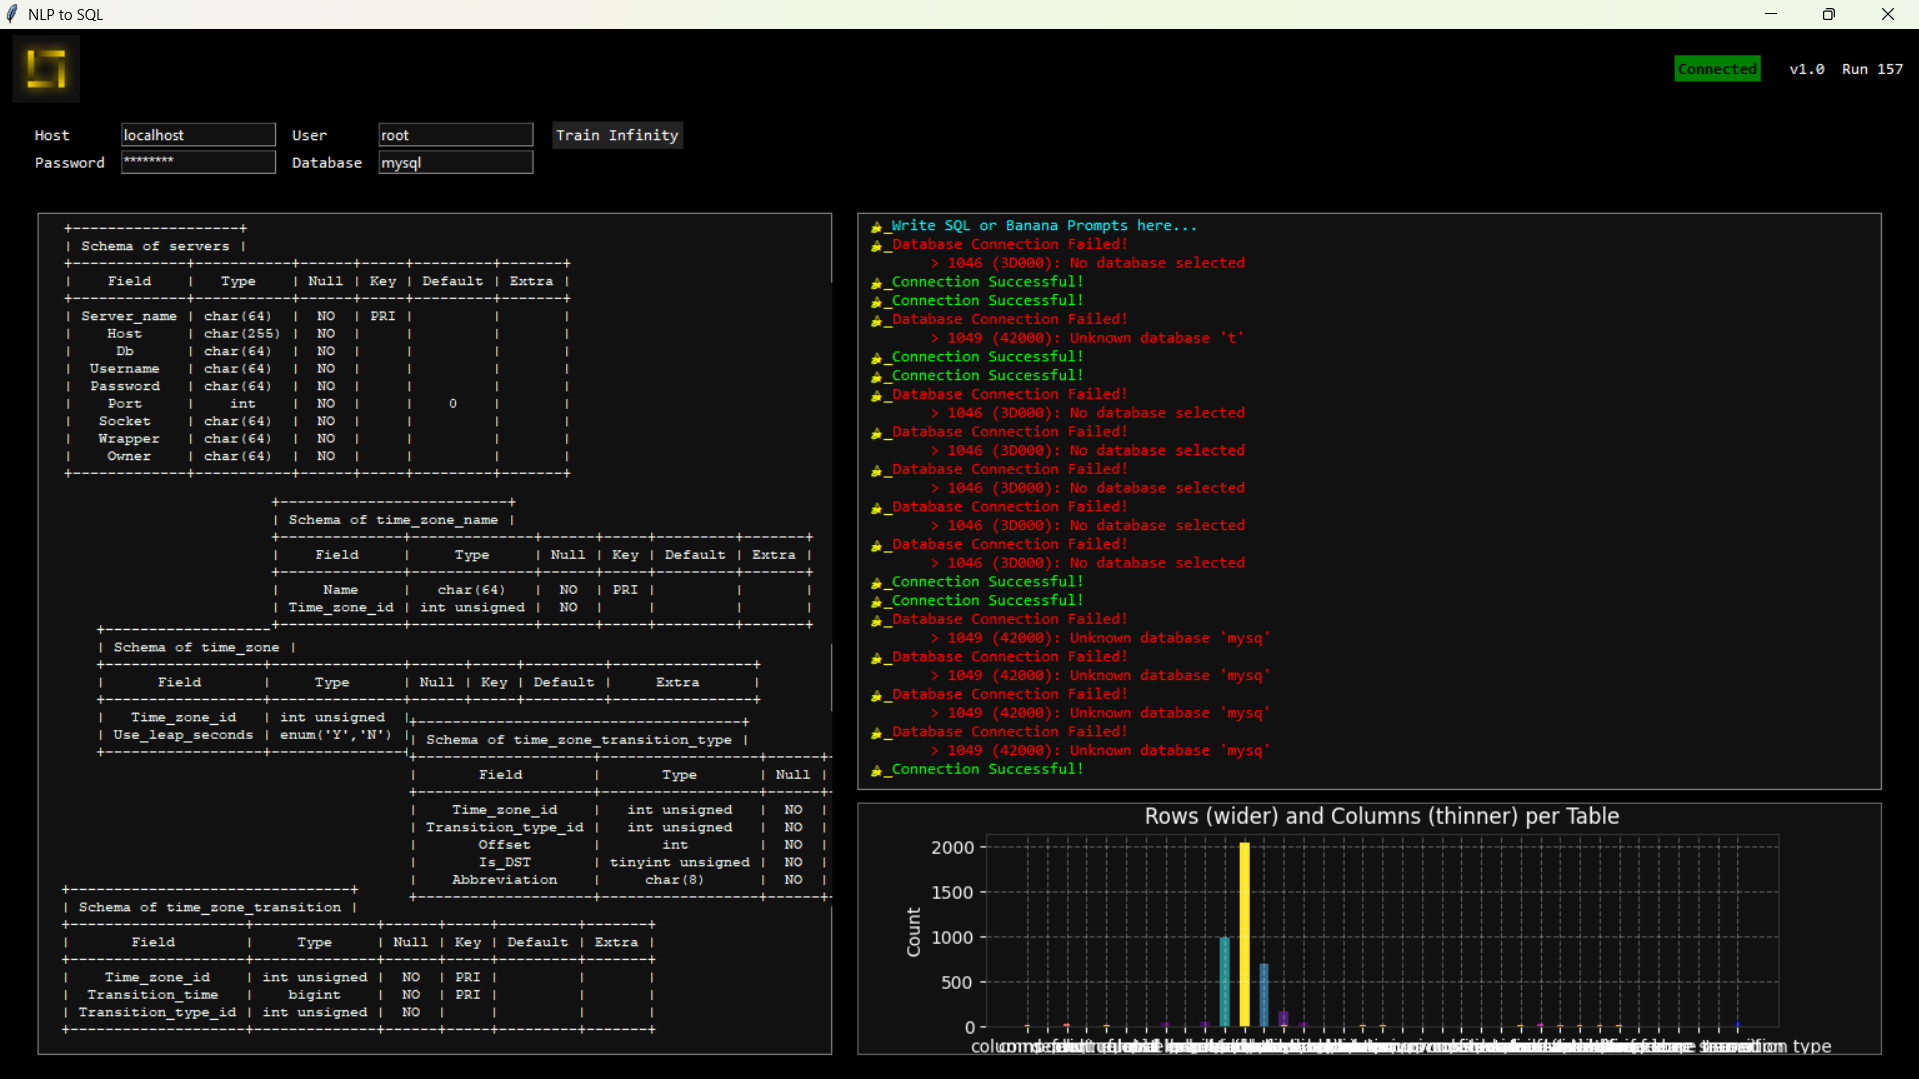 NLP to SQL
Connected v1.0 Run 157
Host localhost User root Train Infinity
Password ******** Database mysql
+--------------------+
| Schema of servers |
+-------------+-----------+------+-----+---------+-------+
| Field | Type | Null | Key | Default | Extra |
+-------------+-----------+------+-----+---------+-------+
| Server_name | char(64) | NO | PRI | | |
| Host | char(255) | NO | | | |
| Db | char(64) | NO | | | |
| Username | char(64) | NO | | | |
| Password | char(64) | NO | | | |
| Port | int | NO | | 0 | |
| Socket | char(64) | NO | | | |
| Wrapper | char(64) | NO | | | |
| Owner | char(64) | NO | | | |
+-------------+-----------+------+-----+---------+-------+
+--------------------------+
| Schema of time_zone_name |
+--------------+--------------+------+-----+---------+-------+
| Field | Type | Null | Key | Default | Extra |
+--------------+--------------+------+-----+---------+-------+
| Name | char(64) | NO | PRI | | |
| Time_zone_id | int unsigned | NO | | | |
+--------------+--------------+------+-----+---------+-------+
+-------------------
| Schema of time_zone |
+------------------+---------------+------+-----+---------+----------------+
| Field | Type | Null | Key | Default | Extra |
+------------------+---------------+------+-----+---------+----------------+
| Time_zone_id | int unsigned |
| Use_leap_seconds | enum('Y','N') |
+------------------+---------------+
+-------------------------------------+
| Schema of time_zone_transition_type |
+--------------------+------------------+------+
| Field | Type | Null |
+--------------------+------------------+------+
| Time_zone_id | int unsigned | NO |
| Transition_type_id | int unsigned | NO |
| Offset | int | NO |
| Is_DST | tinyint unsigned | NO |
| Abbreviation | char(8) | NO |
+--------------------+------------------+------+
+-------------------------------+
| Schema of time_zone_transition |
+--------------------+--------------+------+-----+---------+-------+
| Field | Type | Null | Key | Default | Extra |
+--------------------+--------------+------+-----+---------+-------+
| Time_zone_id | int unsigned | NO | PRI | | |
| Transition_time | bigint | NO | PRI | | |
| Transition_type_id | int unsigned | NO | | | |
+--------------------+--------------+------+-----+---------+-------+
_Write SQL or Banana Prompts here...
_Database Connection Failed!
> 1046 (3D000): No database selected
_Connection Successful!
_Connection Successful!
_Database Connection Failed!
> 1049 (42000): Unknown database 't'
_Connection Successful!
_Connection Successful!
_Database Connection Failed!
> 1046 (3D000): No database selected
_Database Connection Failed!
> 1046 (3D000): No database selected
_Database Connection Failed!
> 1046 (3D000): No database selected
_Database Connection Failed!
> 1046 (3D000): No database selected
_Database Connection Failed!
> 1046 (3D000): No database selected
_Connection Successful!
_Connection Successful!
_Database Connection Failed!
> 1049 (42000): Unknown database 'mysq'
_Database Connection Failed!
> 1049 (42000): Unknown database 'mysq'
_Database Connection Failed!
> 1049 (42000): Unknown database 'mysq'
_Database Connection Failed!
> 1049 (42000): Unknown database 'mysq'
_Connection Successful!
Rows (wider) and Columns (thinner) per Table
Count
2000
1500
1000
500
0
type